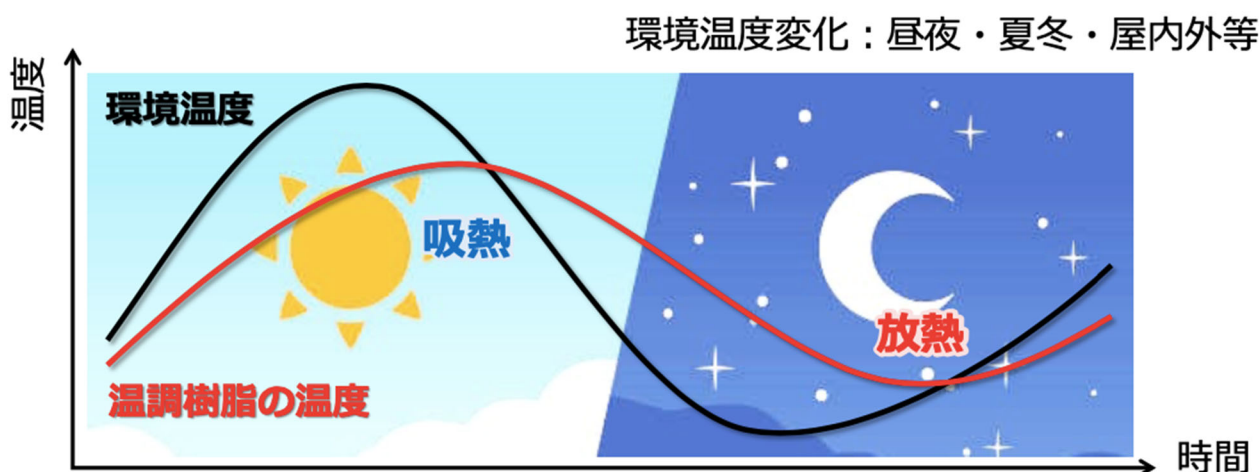 環境温度変化：昼夜・夏冬・屋内外等
温度
環境温度
吸熱
放熱
温調樹脂の温度
時間